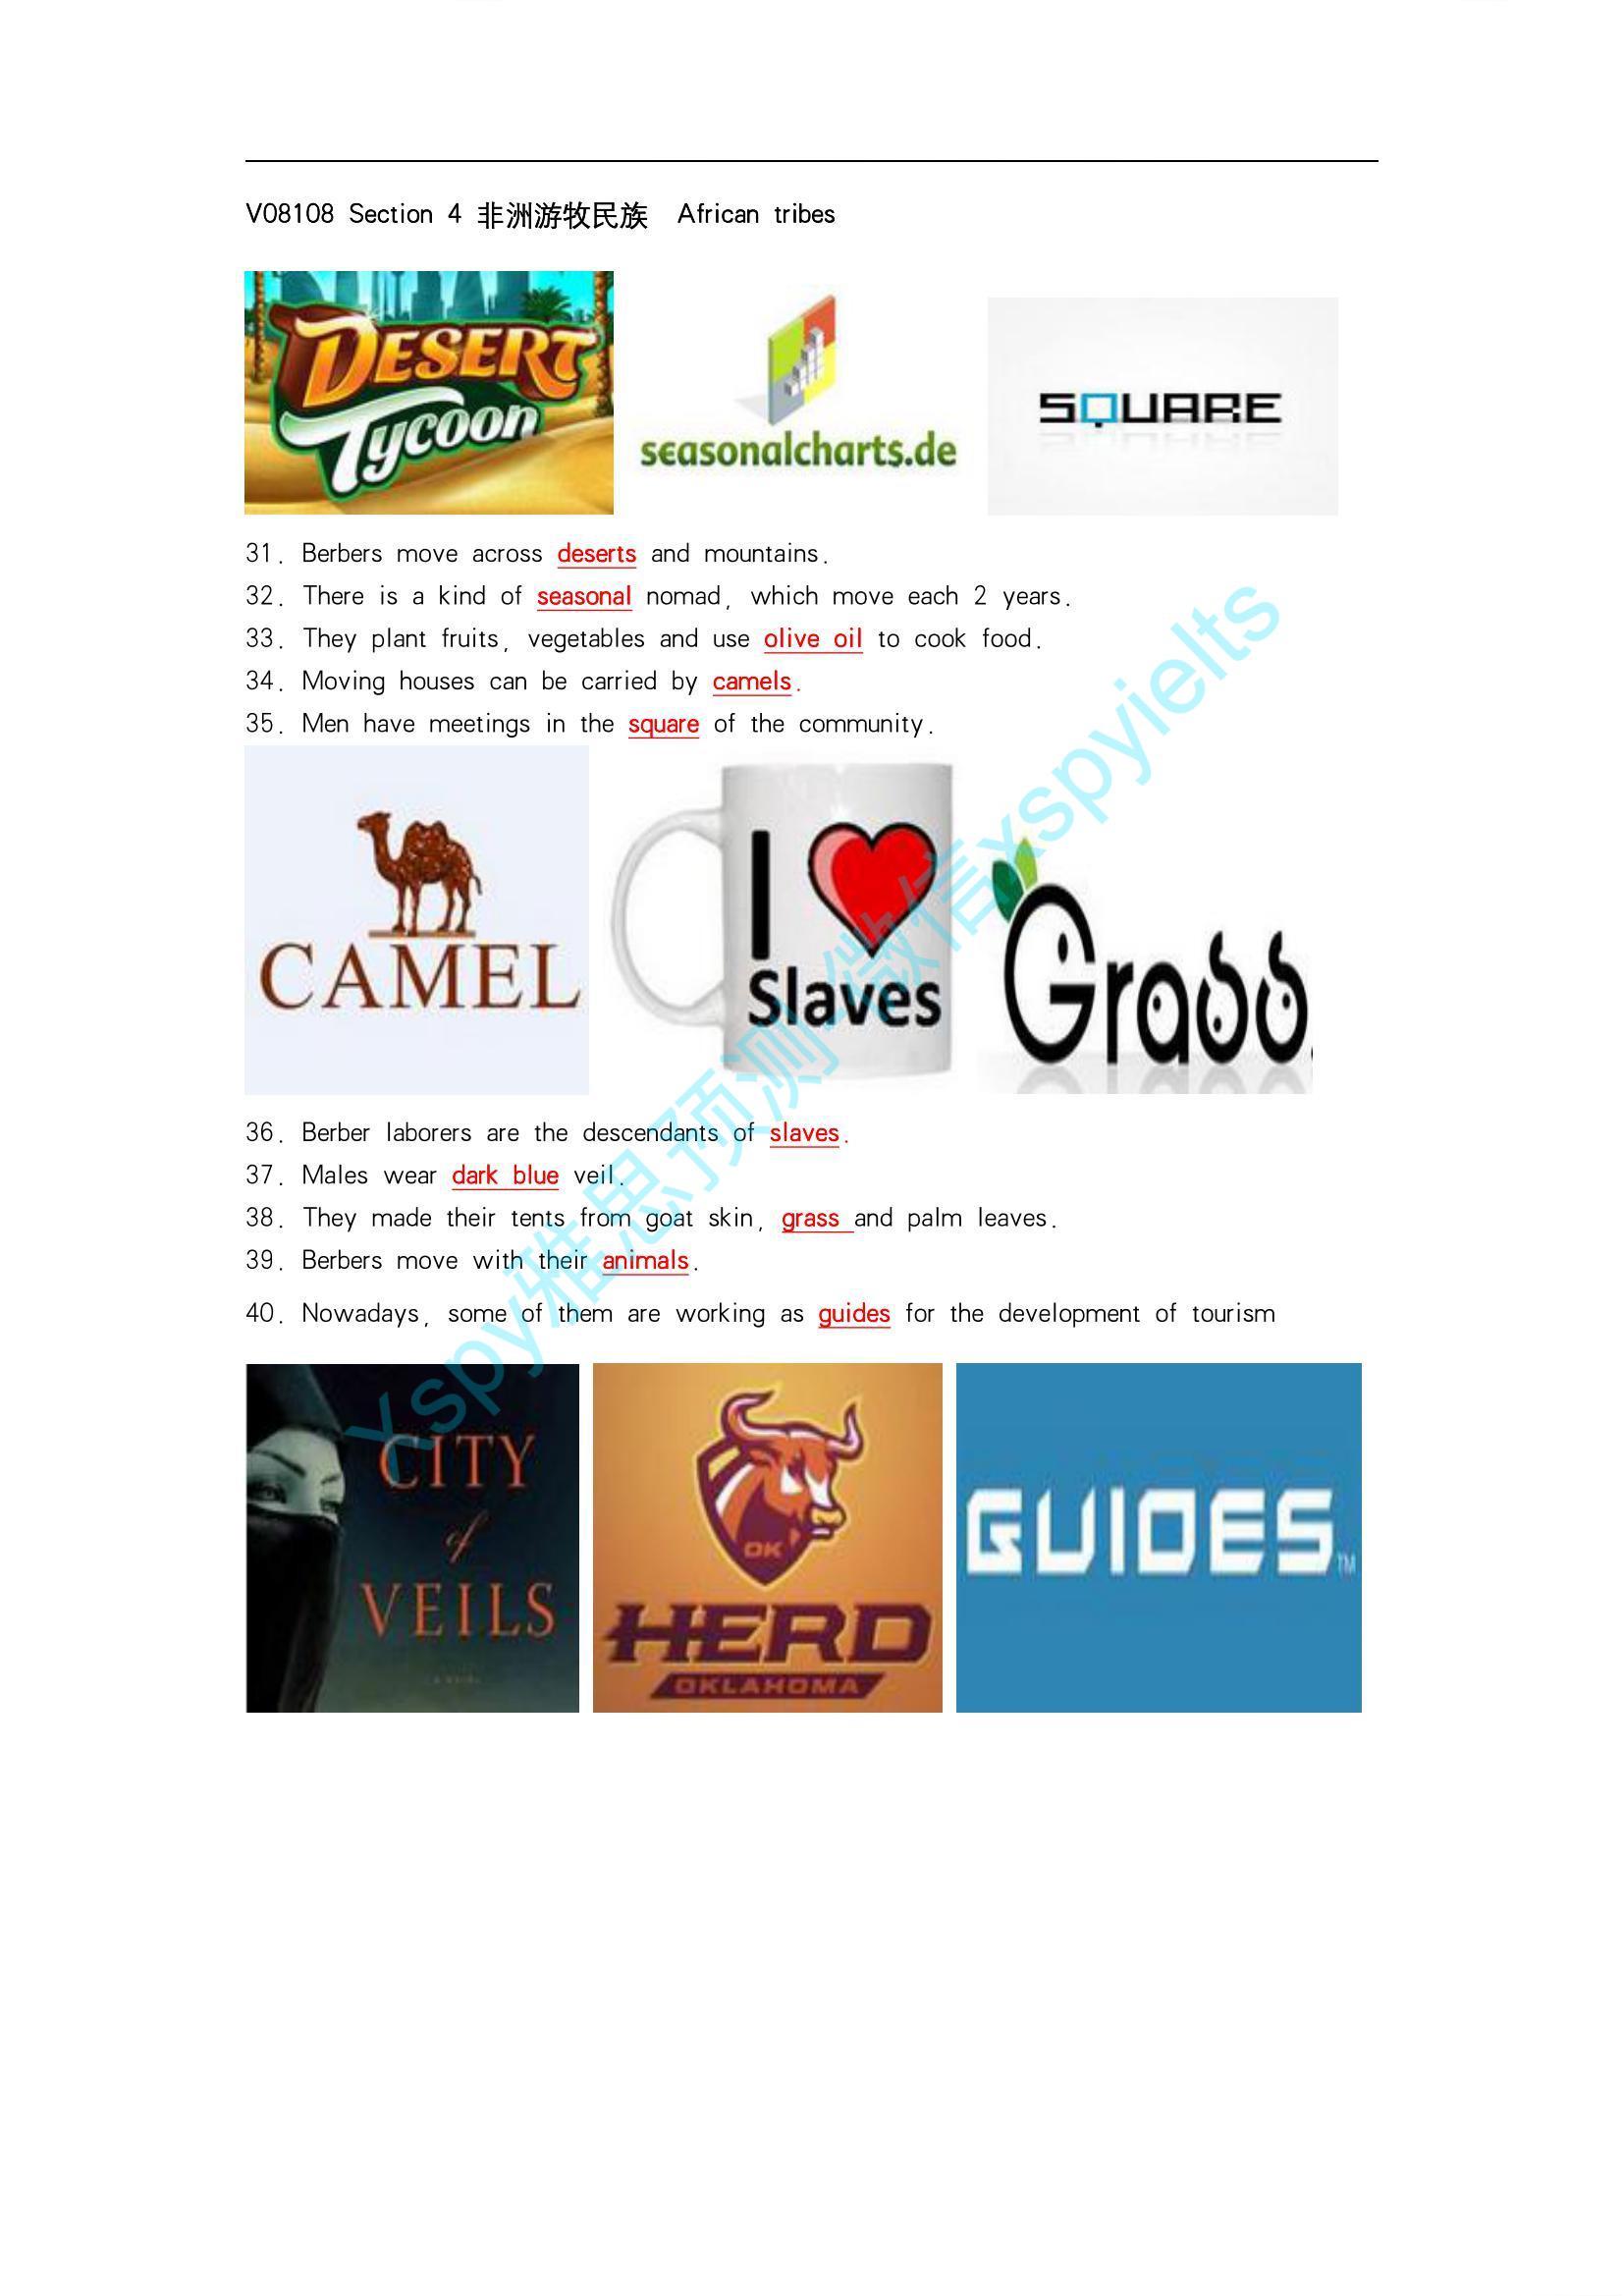 V08108 Section 4 非洲游牧民族 African tribes
DESERT
Tycoon
seasonalcharts.de
SQUARE
31. Berbers move across deserts and mountains.
32. There is a kind of seasonal nomad, which move each 2 years.
33. They plant fruits, vegetables and use olive oil to cook food.
34. Moving houses can be carried by camels.
35. Men have meetings in the square of the community.
CAMEL
I
Slaves
Grass
36. Berber laborers are the descendants of slaves.
37. Males wear dark blue veil.
38. They made their tents from goat skin, grass and palm leaves.
39. Berbers move with their animals.
40. Nowadays, some of them are working as guides for the development of tourism
CITY
of
VEILS
OK
HERD
OKLAHOMA
GUIDES TM
Xspy雅思预测·微信xspyielts